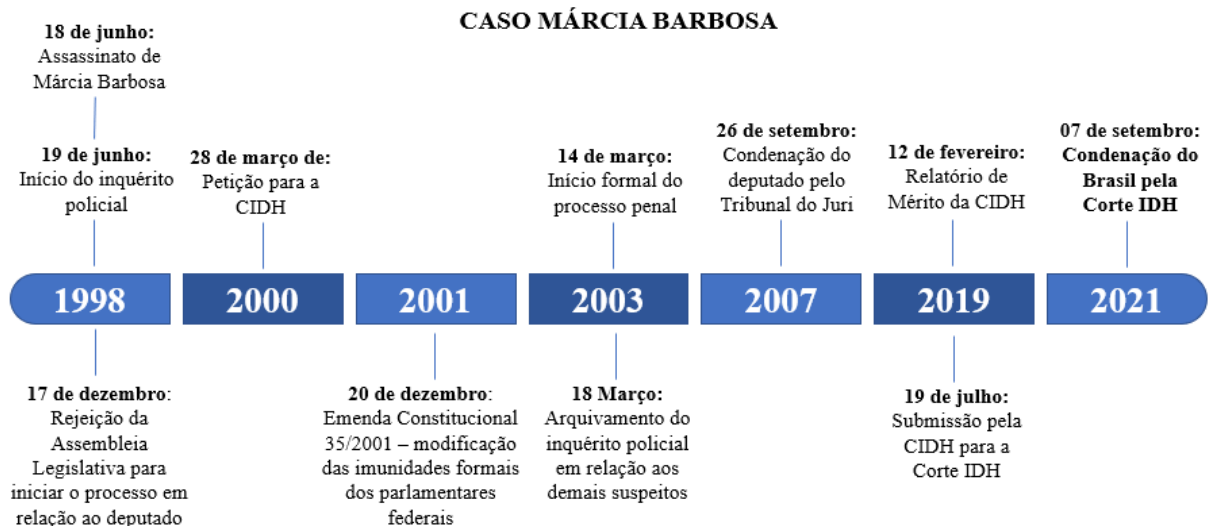 CASO MÁRCIA BARBOSA
18 de junho:
Assassinato de
Márcia Barbosa
19 de junho:
Início do inquérito
policial
28 de março de:
Petição para a
CIDH
14 de março:
Início formal do
processo penal
26 de setembro:
Condenação do
deputado pelo
Tribunal do Juri
12 de fevereiro:
Relatório de
Mérito da CIDH
07 de setembro:
Condenação do
Brasil pela
Corte IDH
1998
2000
2001
2003
2007
2019
2021
17 de dezembro:
Rejeição da
Assembleia
Legislativa para
iniciar o processo em
relação ao deputado
20 de dezembro:
Emenda Constitucional
35/2001 – modificação
das imunidades formais
dos parlamentares
federais
18 Março:
Arquivamento do
inquérito policial
em relação aos
demais suspeitos
19 de julho:
Submissão pela
CIDH para a
Corte IDH